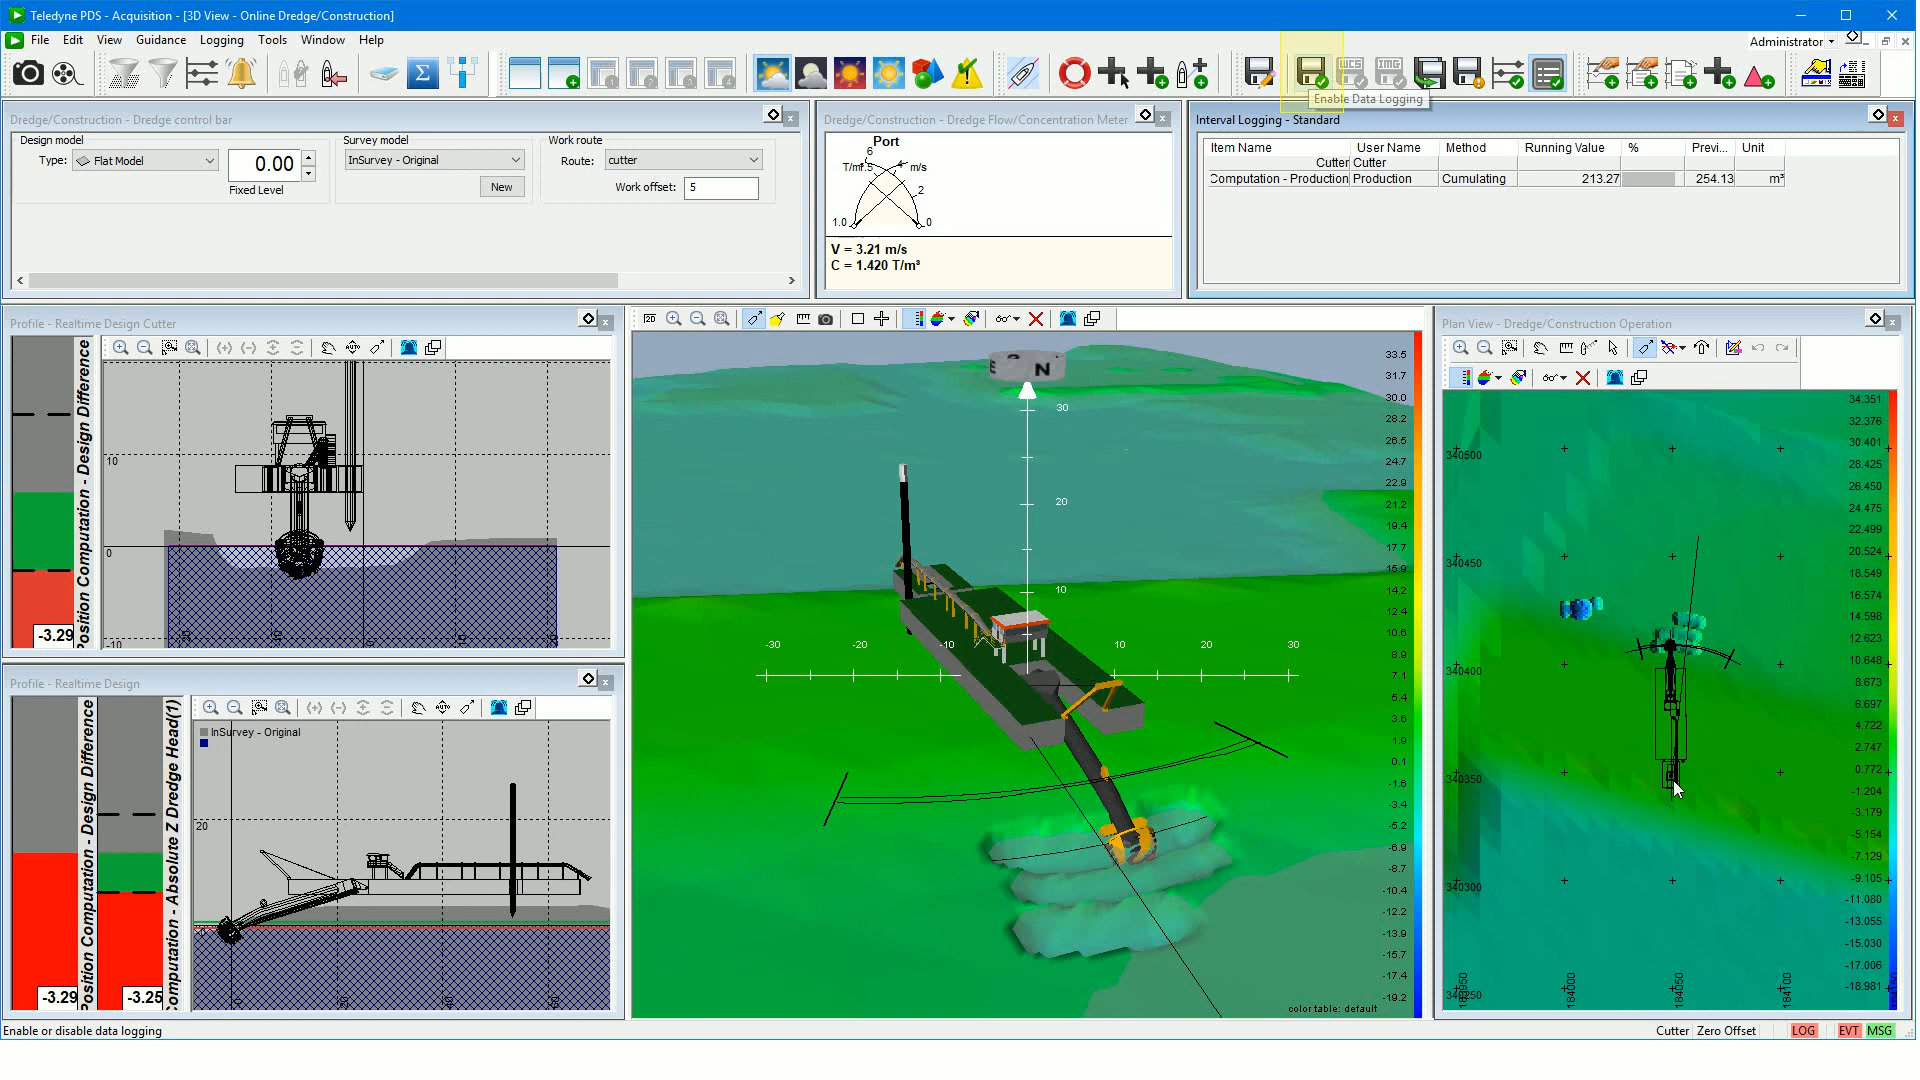 Teledyne PDS - Acquisition - [3D View - Online Dredge/Construction]
File Edit View Guidance Logging Tools Window Help
Administrator
WCS IMG
Enable Data Logging
Dredge/Construction - Dredge control bar
Design model
Type: Flat Model 0.00
Fixed Level
Survey model
InSurvey - Original
New
Work route
Route: cutter
Work offset: 5
Dredge/Construction - Dredge Flow/Concentration Meter
Port
6
T/m³.5 4 m/s
2
1.0 0
V = 3.21 m/s
C = 1.420 T/m³
Interval Logging - Standard
Item Name User Name Method Running Value % Previ... Unit
Cutter Cutter
Computation - Production Production Cumulating 213.27 254.13 m³
Profile - Realtime Design Cutter
Position Computation - Design Difference
-3.29
10
0
-10
Profile - Realtime Design
Position Computation - Design Difference
-3.29
Computation - Absolute Z Dredge Head(1)
-3.25
InSurvey - Original
20
2D
E N
30
20
10
-30 -20 -10 10 20 30
33.5
31.7
30.0
28.2
26.5
24.7
22.9
21.2
19.4
17.7
15.9
14.2
12.4
10.6
8.9
7.1
5.4
3.6
1.9
0.1
-1.6
-3.4
-5.2
-6.9
-8.7
-10.4
-12.2
-13.9
-15.7
-17.4
-19.2
color table: default
Plan View - Dredge/Construction Operation
340500
340450
340400
340350
340300
340250
183950 184000 184050 184100
34.351
32.376
30.401
28.425
26.450
24.475
22.499
20.524
18.549
16.574
14.598
12.623
10.648
8.673
6.697
4.722
2.747
0.772
-1.204
-3.179
-5.154
-7.129
-9.105
-11.080
-13.055
-15.030
-17.006
-18.981
Enable or disable data logging
Cutter Zero Offset LOG EVT MSG